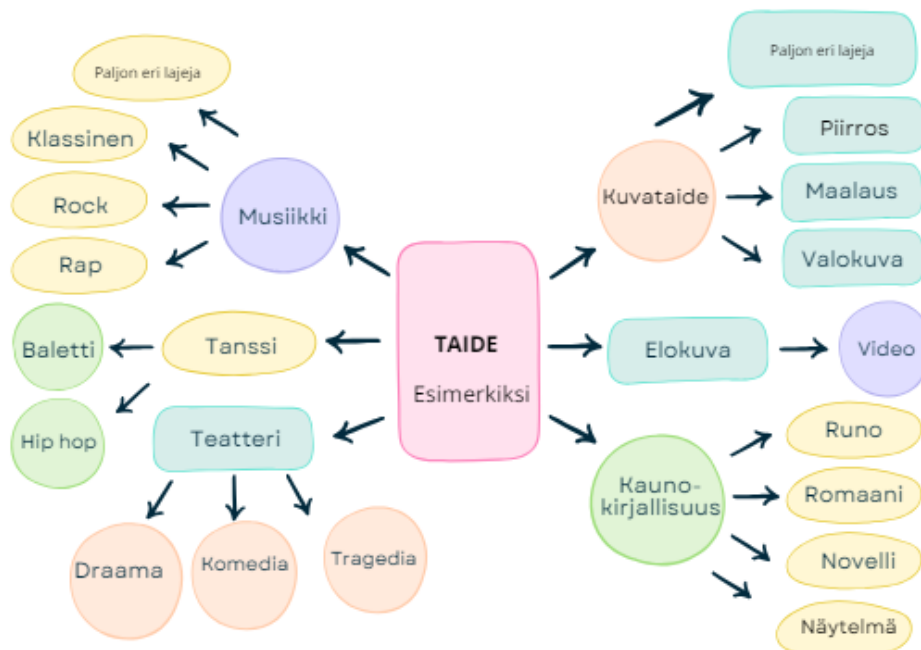 Paljon eri lajeja
Klassinen
Rock
Rap
Musiikki
Baletti
Hip hop
Tanssi
Teatteri
Draama
Komedia
Tragedia
TAIDE
Esimerkiksi
Kuvataide
Paljon eri lajeja
Piirros
Maalaus
Valokuva
Elokuva
Video
Kauno-
kirjallisuus
Runo
Romaani
Novelli
Näytelmä